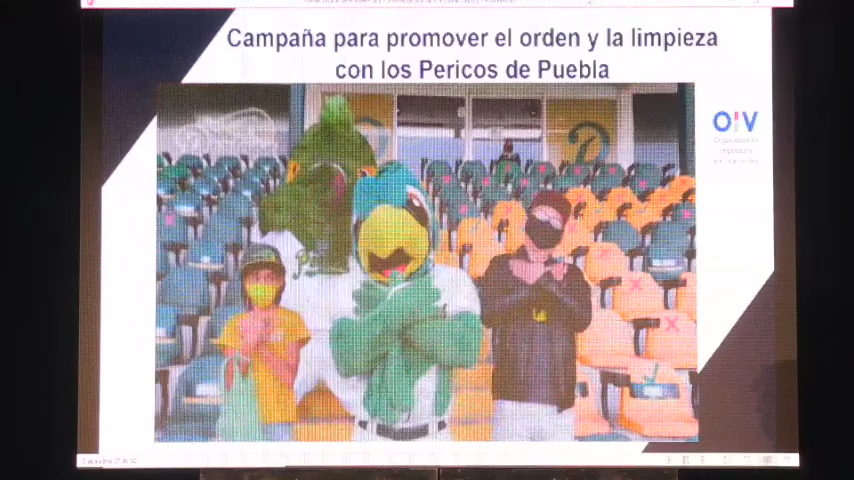 Campaña para promover el orden y la limpieza
con los Pericos de Puebla
OIV